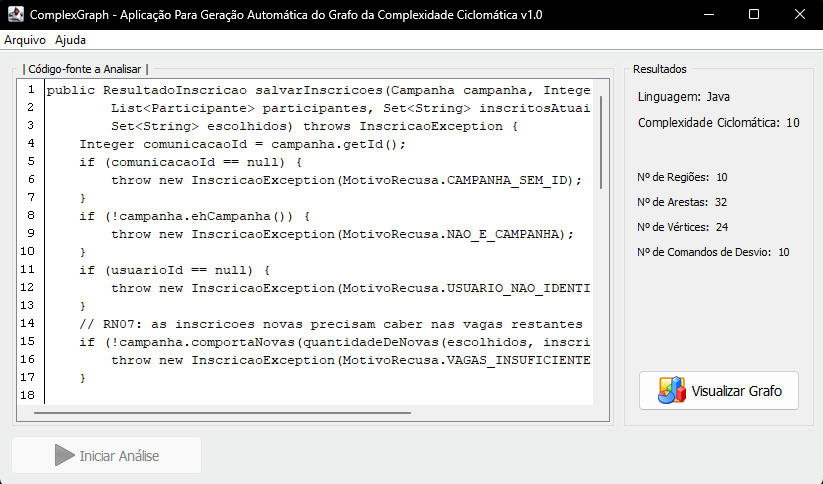 ComplexGraph - Aplicação Para Geração Automática do Grafo da Complexidade Ciclomática v1.0
Arquivo Ajuda
| Código-fonte a Analisar |
1 public ResultadoInscricao salvarInscricoes(Campanha campanha, Intege
2 List<Participante> participantes, Set<String> inscritosAtuai
3 Set<String> escolhidos) throws InscricaoException {
4 Integer comunicacaoId = campanha.getId();
5 if (comunicacaoId == null) {
6 throw new InscricaoException(MotivoRecusa.CAMPANHA_SEM_ID);
7 }
8 if (!campanha.ehCampanha()) {
9 throw new InscricaoException(MotivoRecusa.NAO_E_CAMPANHA);
10 }
11 if (usuarioId == null) {
12 throw new InscricaoException(MotivoRecusa.USUARIO_NAO_IDENTI
13 }
14 // RN07: as inscricoes novas precisam caber nas vagas restantes
15 if (!campanha.comportaNovas(quantidadeDeNovas(escolhidos, inscri
16 throw new InscricaoException(MotivoRecusa.VAGAS_INSUFICIENTE
17 }
18
Iniciar Análise
Resultados
Linguagem: Java
Complexidade Ciclomática: 10
Nº de Regiões: 10
Nº de Arestas: 32
Nº de Vértices: 24
Nº de Comandos de Desvio: 10
Visualizar Grafo